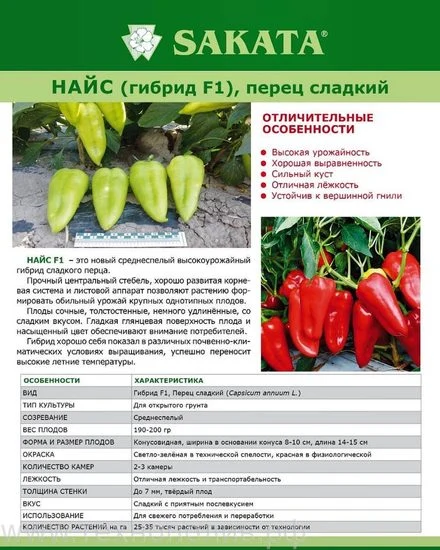 SAKATA®
НАЙС (гибрид F1), перец сладкий
ОТЛИЧИТЕЛЬНЫЕ
ОСОБЕННОСТИ
Высокая урожайность
Хорошая выравненность
Сильный куст
Отличная лёжкость
Устойчив к вершинной гнили
НАЙС F1 – это новый среднеспелый высокоурожайный
гибрид сладкого перца.
Прочный центральный стебель, хорошо развитая корне-
вая система и листовой аппарат позволяют растению фор-
мировать обильный урожай крупных однотипных плодов.
Плоды сочные, толстостенные, немного удлинённые, со
сладким вкусом. Гладкая глянцевая поверхность плода и
насыщенный цвет обеспечивают внимание потребителей.
Гибрид хорошо себя показал в различных почвенно-кли-
матических условиях выращивания, успешно переносит
высокие летние температуры.
ОСОБЕННОСТИ ХАРАКТЕРИСТИКА
ВИД Гибрид F1, Перец сладкий (Capsicum annuum L.)
ТИП КУЛЬТУРЫ Для открытого грунта
СОЗРЕВАНИЕ Среднеспелый
ВЕС ПЛОДОВ 190-200 гр
ФОРМА И РАЗМЕР ПЛОДОВ Конусовидная, ширина в основании конуса 8-10 см, длина 14-15 см
ОКРАСКА Светло-зелёная в технической спелости, красная в физиологической
КОЛИЧЕСТВО КАМЕР 2-3 камеры
ЛЕЖКОСТЬ Отличная лежкость и транспортабельность
ТОЛЩИНА СТЕНКИ До 7 мм, твёрдый плод
ВКУС Сладкий с приятным послевкусием
ИСПОЛЬЗОВАНИЕ Для свежего потребления и переработки
КОЛИЧЕСТВО РАСТЕНИЙ на га 25-35 тысяч растений в зависимости от технологии